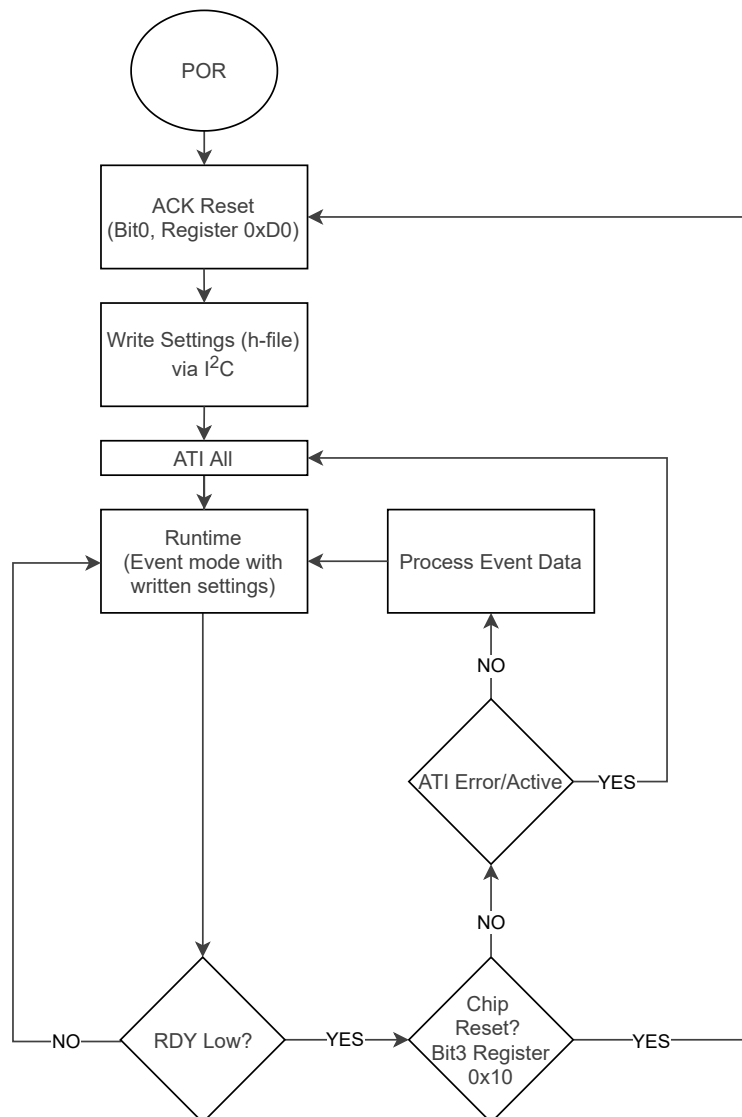 POR
ACK Reset
(Bit0, Register 0xD0)
Write Settings (h-file)
via I²C
ATI All
Runtime
(Event mode with
written settings)
Process Event Data
NO
ATI Error/Active
YES
NO
RDY Low?
NO
YES
Chip
Reset?
Bit3 Register
0x10
YES